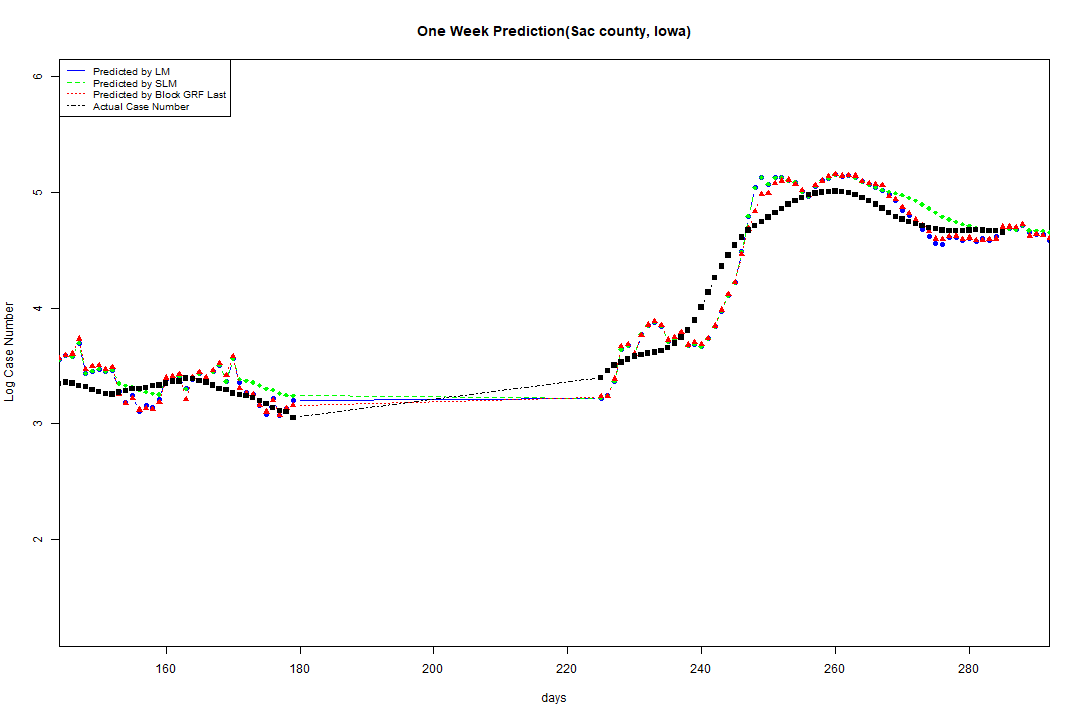 One Week Prediction(Sac county, Iowa)
Predicted by LM
Predicted by SLM
Predicted by Block GRF Last
Actual Case Number
Log Case Number
6
5
4
3
2
160 180 200 220 240 260 280
days